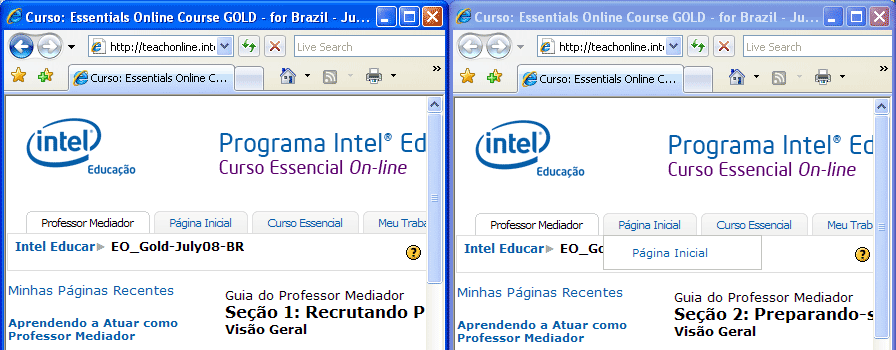 Curso: Essentials Online Course GOLD - for Brazil - Ju...
http://teachonline.inte
Live Search
Curso: Essentials Online C...
intel
Educação
Programa Intel® Ed
Curso Essencial On-line
Professor Mediador
Página Inicial
Curso Essencial
Meu Traba
Intel Educar EO_Gold-July08-BR
?
Minhas Páginas Recentes
Aprendendo a Atuar como
Professor Mediador
Guia do Professor Mediador
Seção 1: Recrutando P
Visão Geral
Curso: Essentials Online Course GOLD - for Brazil - Ju...
http://teachonline.inte
Live Search
Curso: Essentials Online C...
intel
Educação
Programa Intel® Ed
Curso Essencial On-line
Professor Mediador
Página Inicial
Curso Essencial
Meu Traba
Intel Educar EO_Go
Página Inicial
?
Minhas Páginas Recentes
Aprendendo a Atuar como
Professor Mediador
Guia do Professor Mediador
Seção 2: Preparando-s
Visão Geral